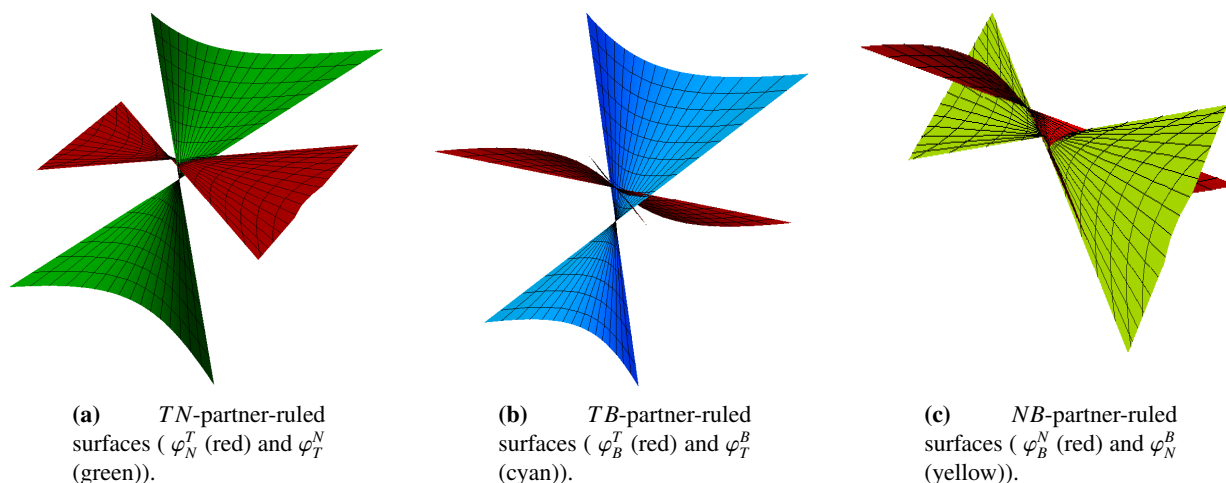 (a) TN-partner-ruled
surfaces ( φ_N^T (red) and φ_T^N
(green)).
(b) TB-partner-ruled
surfaces ( φ_B^T (red) and φ_T^B
(cyan)).
(c) NB-partner-ruled
surfaces ( φ_B^N (red) and φ_N^B
(yellow)).